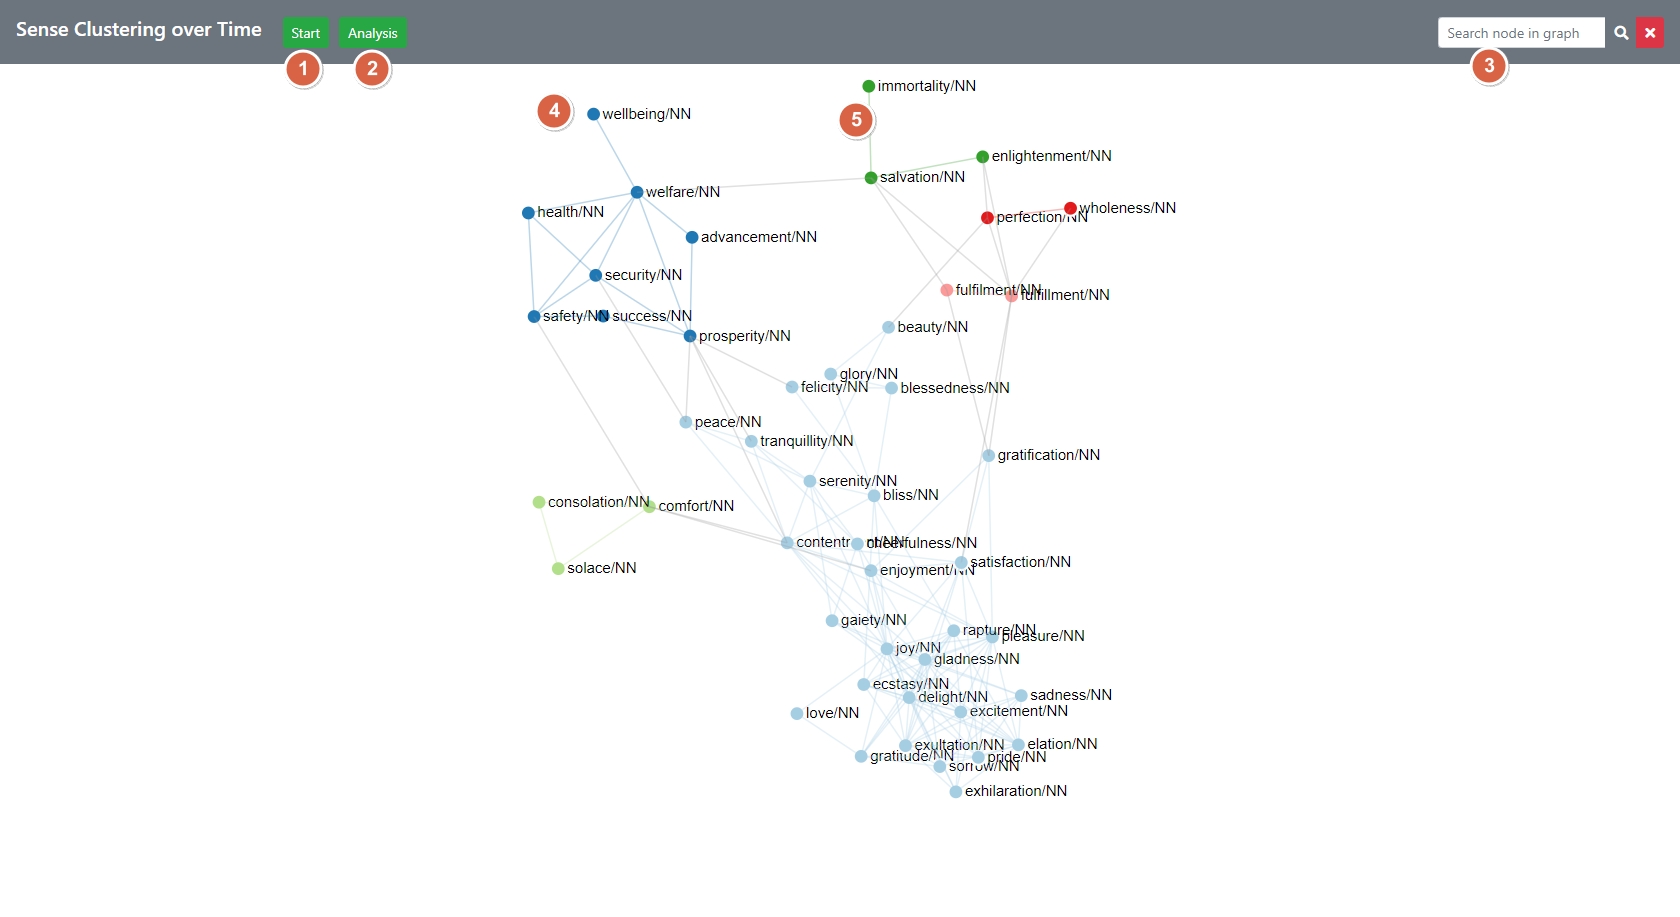 Sense Clustering over Time
Start
Analysis
Search node in graph
1
2
3
immortality/NN
4
wellbeing/NN
5
enlightenment/NN
salvation/NN
welfare/NN
health/NN
wholeness/NN
perfection/NN
advancement/NN
security/NN
fulfilment/NN
fulfillment/NN
safety/NN
success/NN
beauty/NN
prosperity/NN
glory/NN
felicity/NN
blessedness/NN
peace/NN
tranquillity/NN
gratification/NN
serenity/NN
bliss/NN
consolation/NN
comfort/NN
cheerfulness/NN
satisfaction/NN
solace/NN
enjoyment/NN
gaiety/NN
rapture/NN
pleasure/NN
joy/NN
gladness/NN
ecstasy/NN
delight/NN
sadness/NN
love/NN
excitement/NN
exultation/NN
elation/NN
gratitude/NN
pride/NN
sorrow/NN
exhilaration/NN